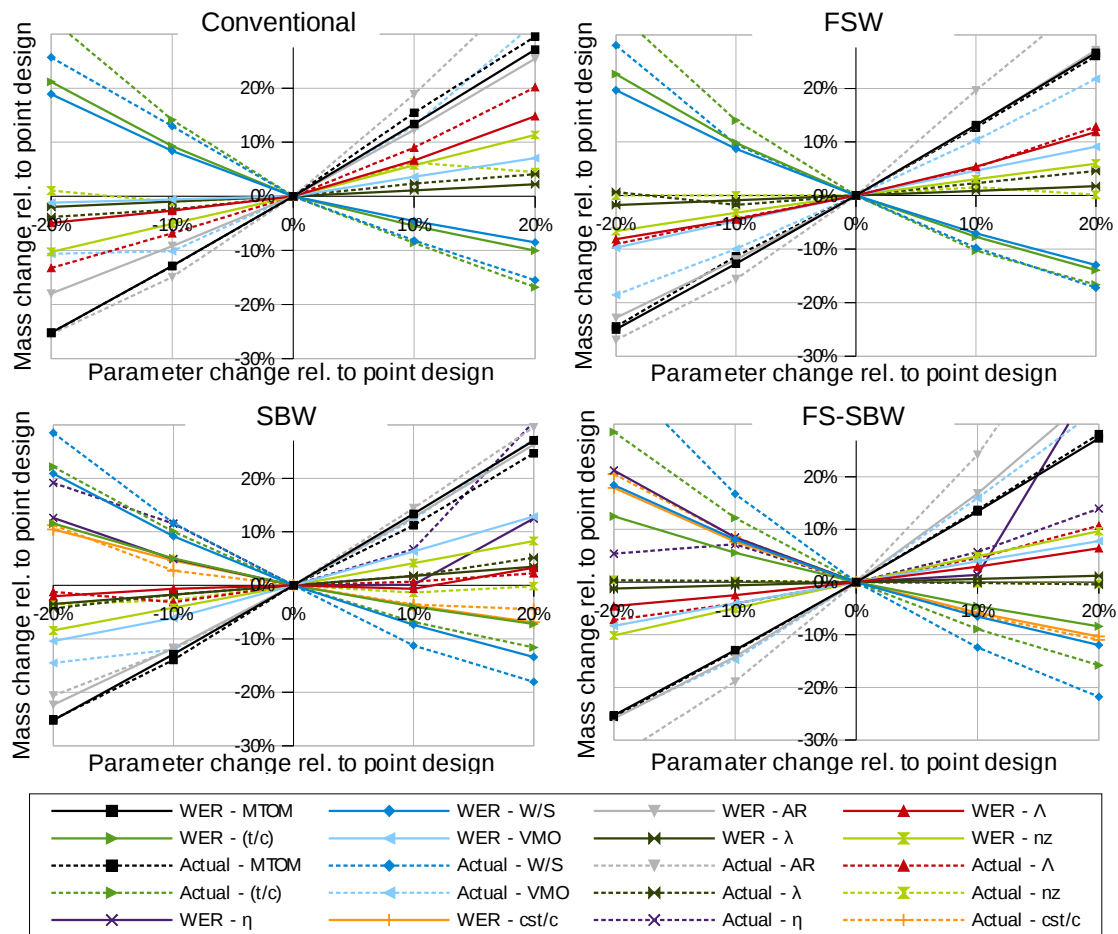 Conventional
FSW
Mass change rel. to point design
20%
10%
0%
-10%
-20%
-30%
-20%
-10%
0%
10%
20%
Parameter change rel. to point design
Mass change rel. to point design
20%
10%
0%
-10%
-20%
-30%
-20%
-10%
0%
10%
20%
Parameter change rel. to point design
SBW
FS-SBW
Mass change rel. to point design
20%
10%
0%
-10%
-20%
-30%
-20%
-10%
0%
10%
20%
Parameter change rel. to point design
Mass change rel. to point design
20%
10%
0%
-10%
-20%
-30%
-20%
-10%
0%
10%
20%
Paramater change rel. to point design
WER - MTOM WER - W/S WER - AR WER - Λ
WER - (t/c) WER - VMO WER - λ WER - nz
Actual - MTOM Actual - W/S Actual - AR Actual - Λ
Actual - (t/c) Actual - VMO Actual - λ Actual - nz
WER - η WER - cst/c Actual - η Actual - cst/c